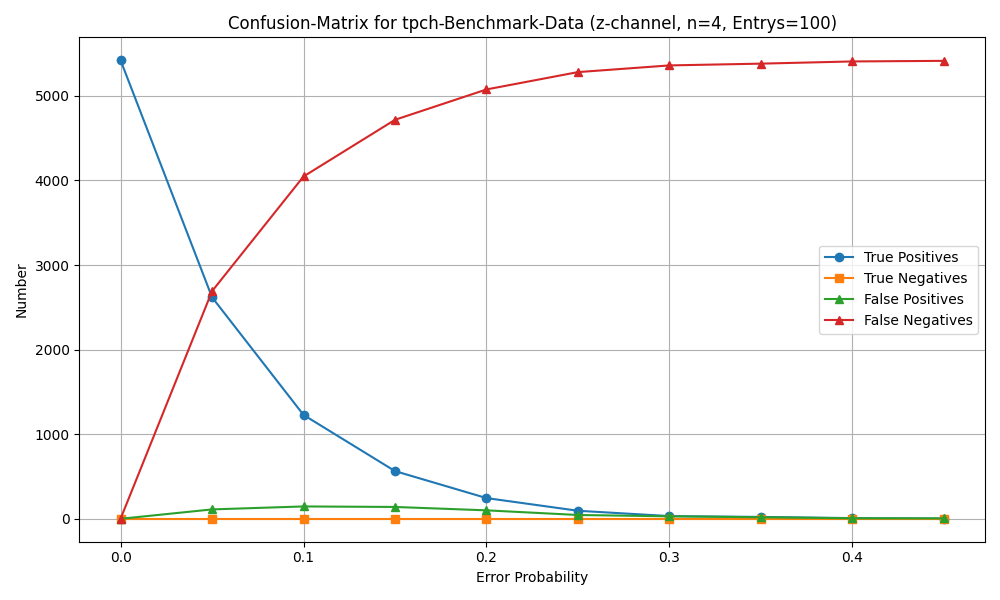 Confusion-Matrix for tpch-Benchmark-Data (z-channel, n=4, Entrys=100)
Number
5000
4000
3000
2000
1000
0
0.0 0.1 0.2 0.3 0.4
Error Probability
True Positives
True Negatives
False Positives
False Negatives